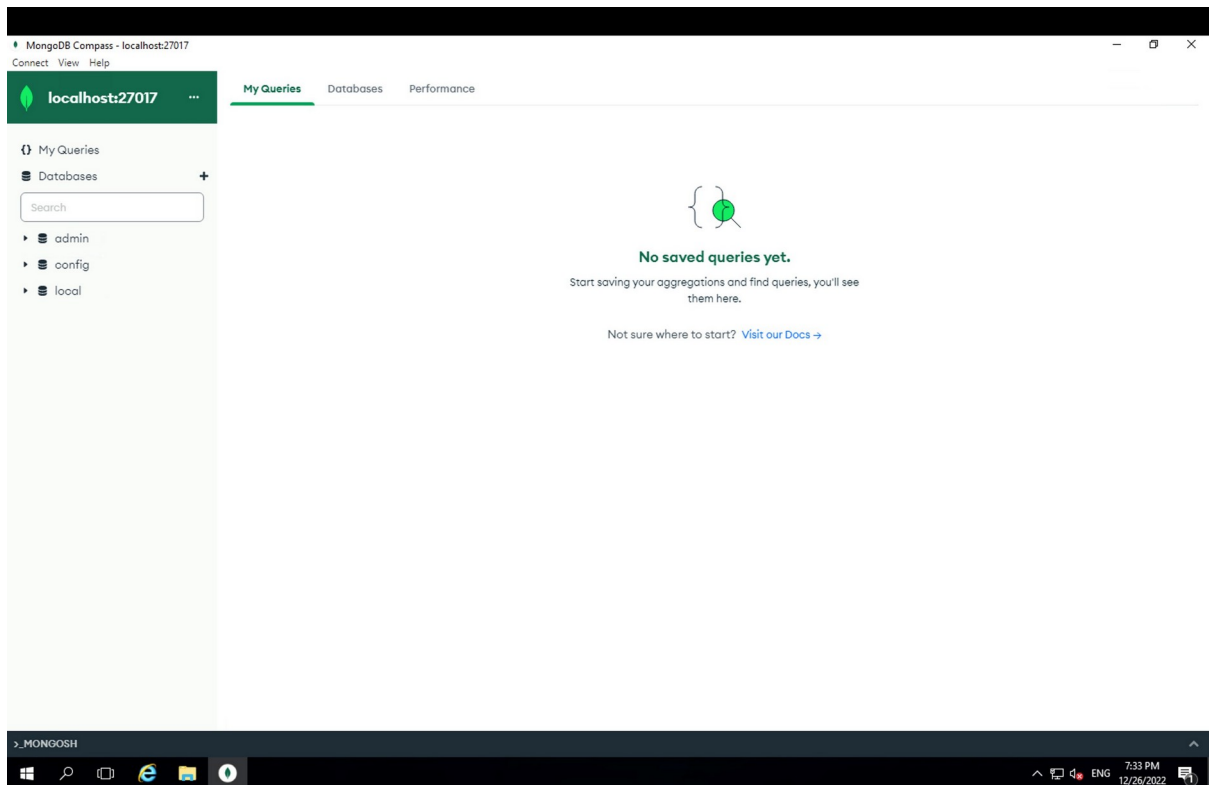 MongoDB Compass - localhost:27017
Connect View Help
localhost:27017 ...
My Queries Databases Performance
{} My Queries
Databases +
Search
admin
config
local
No saved queries yet.
Start saving your aggregations and find queries, you'll see
them here.
Not sure where to start? Visit our Docs →
>_MONGOSH
ENG
7:33 PM
12/26/2022
1